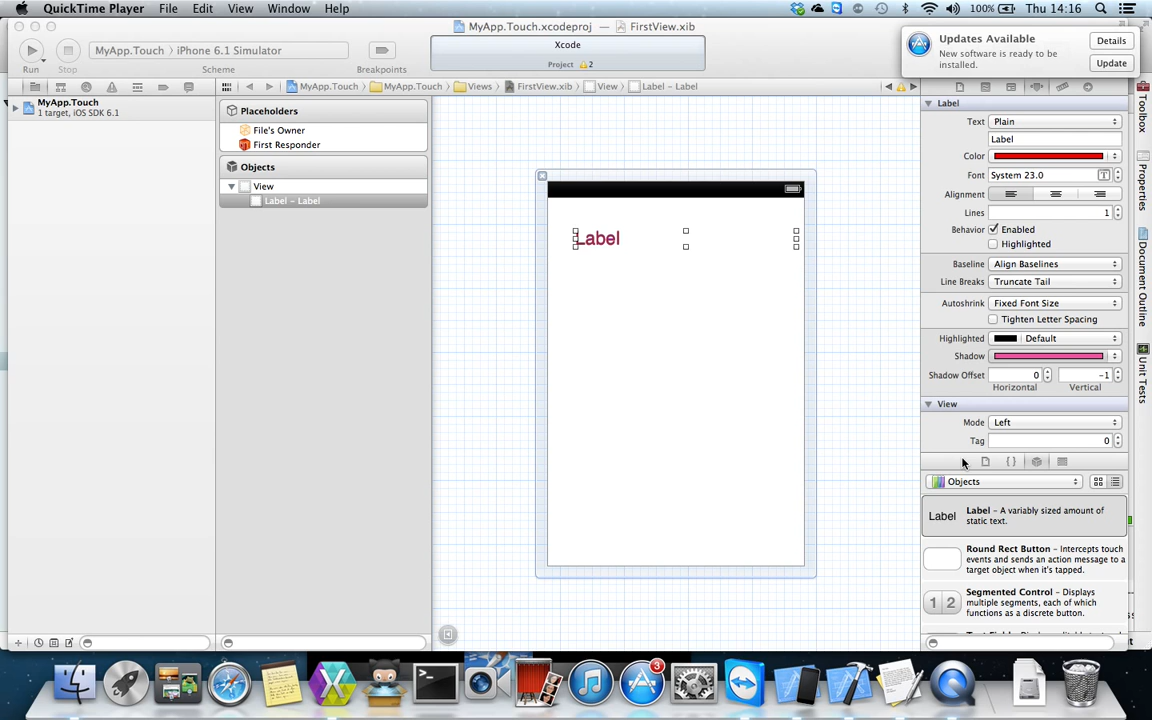 QuickTime Player File Edit View Window Help 100% Thu 14:16
MyApp.Touch.xcodeproj — FirstView.xib
MyApp.Touch 〉 iPhone 6.1 Simulator
Run Stop Scheme Breakpoints
Xcode
Project 2
Updates Available
New software is ready to be
installed.
Details
Update
MyApp.Touch MyApp.Touch Views FirstView.xib View Label – Label
MyApp.Touch
1 target, iOS SDK 6.1
Placeholders
File's Owner
First Responder
Objects
View
Label – Label
Label
Label
Text Plain
Label
Color
Font System 23.0
Alignment
Lines 1
Behavior Enabled
Highlighted
Baseline Align Baselines
Line Breaks Truncate Tail
Autoshrink Fixed Font Size
Tighten Letter Spacing
Highlighted Default
Shadow
Shadow Offset 0 -1
Horizontal Vertical
View
Mode Left
Tag 0
Objects
Label
Label – A variably sized amount of
static text.
Round Rect Button – Intercepts touch
events and sends an action message to a
target object when it's tapped.
1 2
Segmented Control – Displays
multiple segments, each of which
functions as a discrete button.
Toolbox
Properties
Document Outline
Unit Tests
3